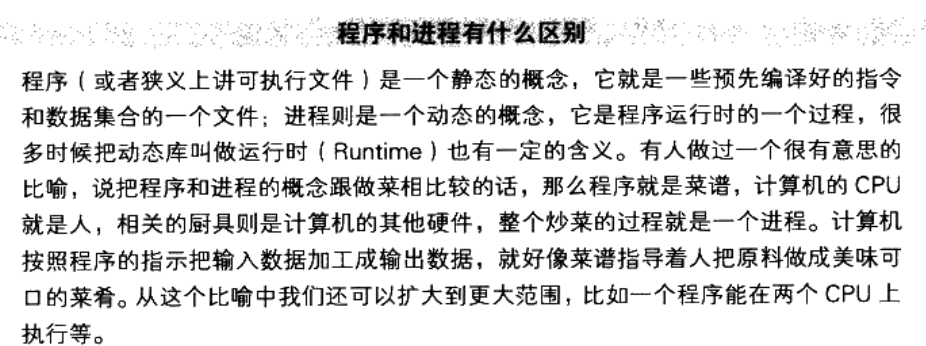 程序和进程有什么区别
程序（或者狭义上讲可执行文件）是一个静态的概念，它就是一些预先编译好的指令
和数据集合的一个文件；进程则是一个动态的概念，它是程序运行时的一个过程，很
多时候把动态库叫做运行时（Runtime）也有一定的含义。有人做过一个很有意思的
比喻，说把程序和进程的概念跟做菜相比较的话，那么程序就是菜谱，计算机的 CPU
就是人，相关的厨具则是计算机的其他硬件，整个炒菜的过程就是一个进程。计算机
按照程序的指示把输入数据加工成输出数据，就好像菜谱指导着人把原料做成美味可
口的菜肴。从这个比喻中我们还可以扩大到更大范围，比如一个程序能在两个 CPU 上
执行等。